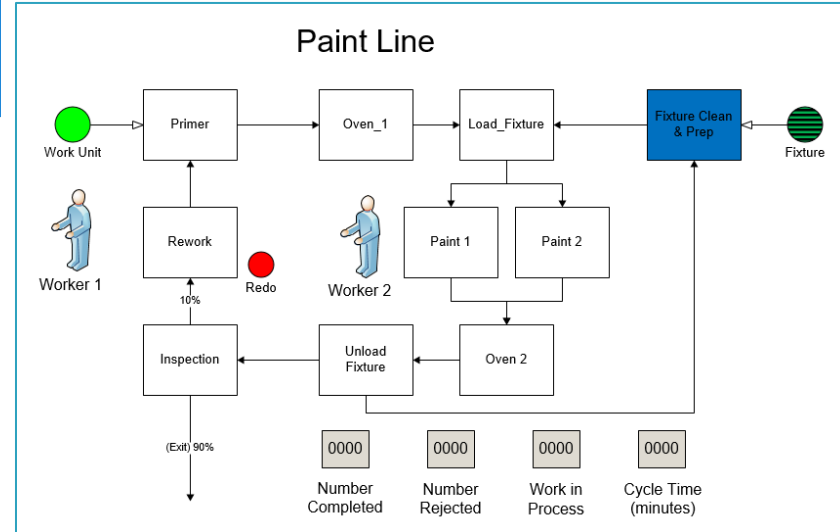 Paint Line
Work Unit
Primer
Oven_1
Load_Fixture
Fixture Clean
& Prep
Fixture
Worker 1
Rework
Redo
Worker 2
Paint 1
Paint 2
10%
Inspection
Unload
Fixture
Oven 2
(Exit) 90%
0000
0000
0000
0000
Number
Completed
Number
Rejected
Work in
Process
Cycle Time
(minutes)